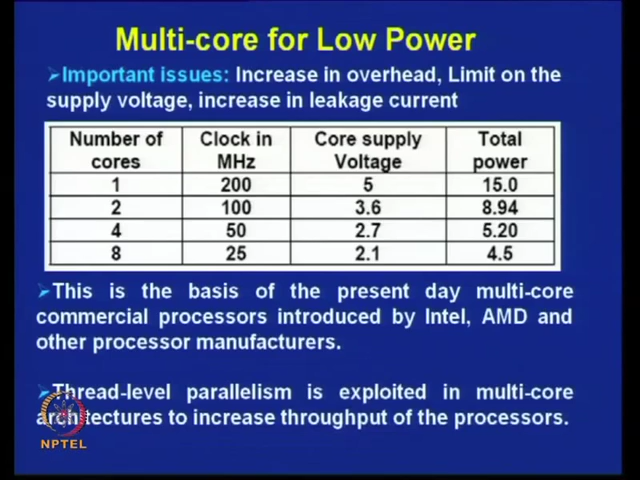 Multi-core for Low Power
➢Important issues: Increase in overhead, Limit on the
supply voltage, increase in leakage current
Number of cores | Clock in MHz | Core supply Voltage | Total power
1 | 200 | 5 | 15.0
2 | 100 | 3.6 | 8.94
4 | 50 | 2.7 | 5.20
8 | 25 | 2.1 | 4.5
➢This is the basis of the present day multi-core
commercial processors introduced by Intel, AMD and
other processor manufacturers.
➢Thread-level parallelism is exploited in multi-core
architectures to increase throughput of the processors.
NPTEL